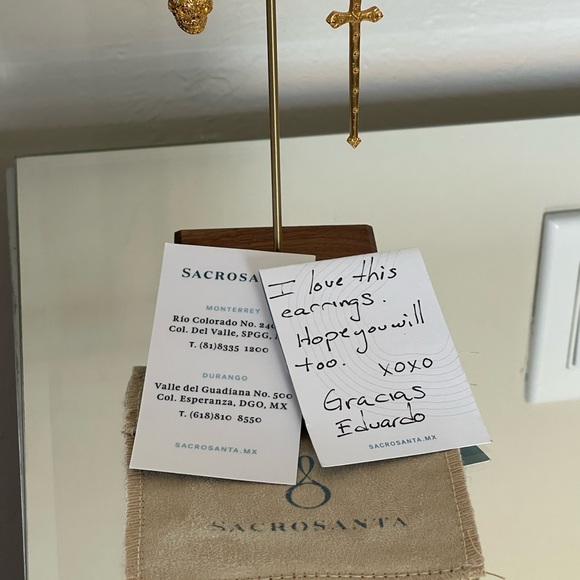 MONTERREY
Río Colorado No.
Col. Del Valle, SPGG,
T. (81)8335 1200
DURANGO
Valle del Guadiana No. 500
Col. Esperanza, DGO, MX
T. (618)810 8550
SACROSANTA.MX
I love this
earrings.
Hope you will
too. XOXO
Gracias
Eduardo
SACROSANTA.MX
SACROSANTA